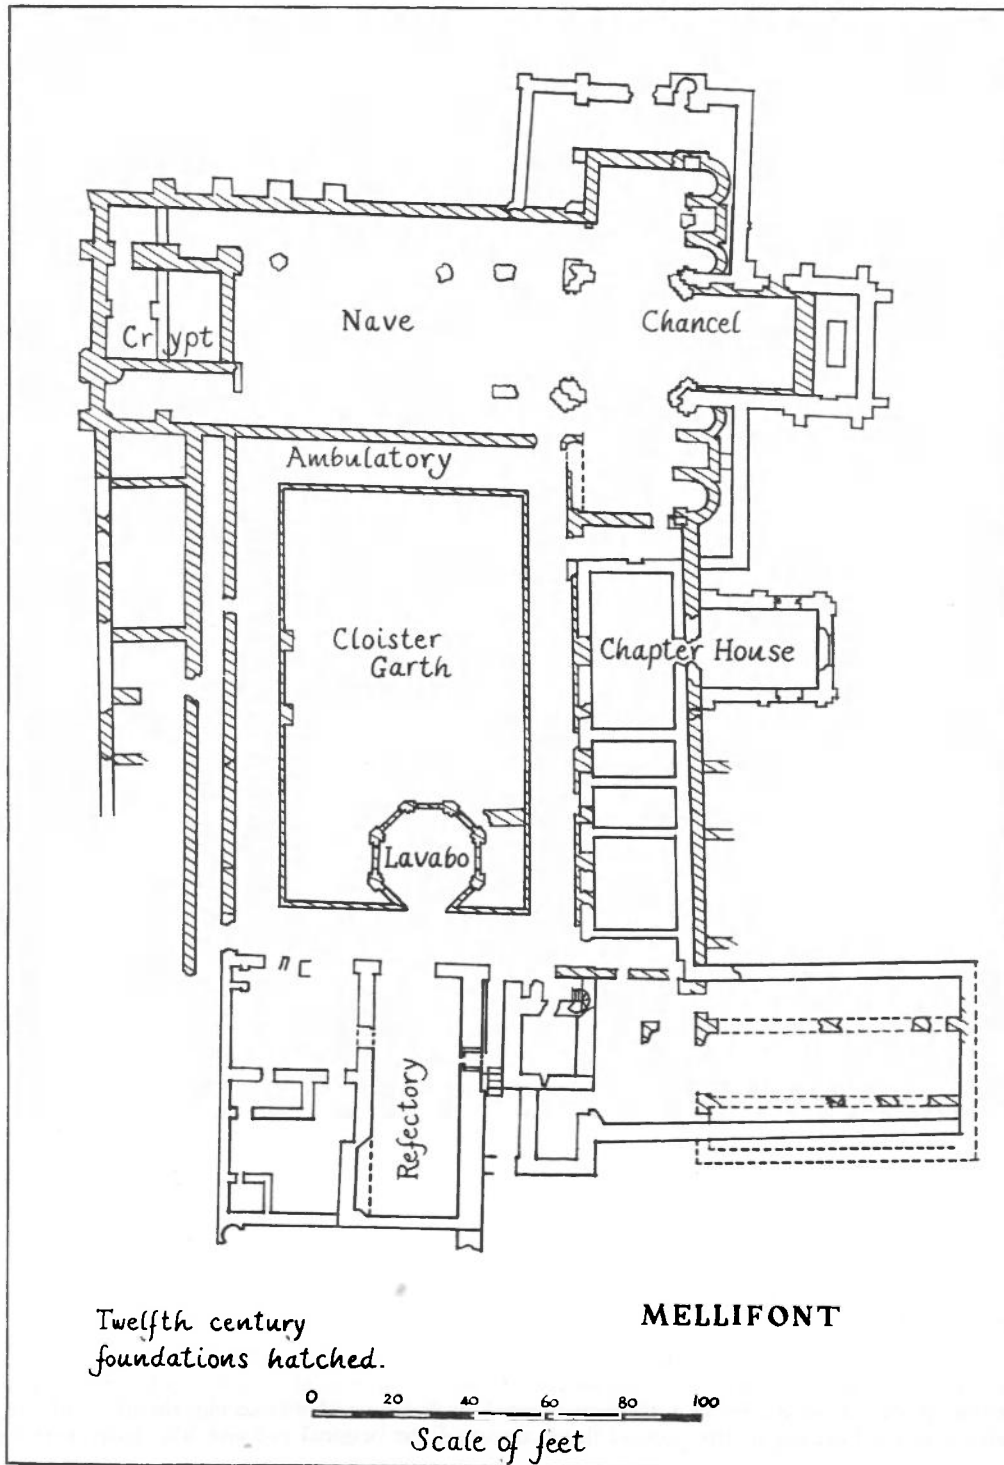 Nave
Chancel
Crypt
Ambulatory
Cloister
Garth
Chapter House
Lavabo
Refectory
Twelfth century
foundations hatched.
MELLIFONT
0 20 40 60 80 100
Scale of feet